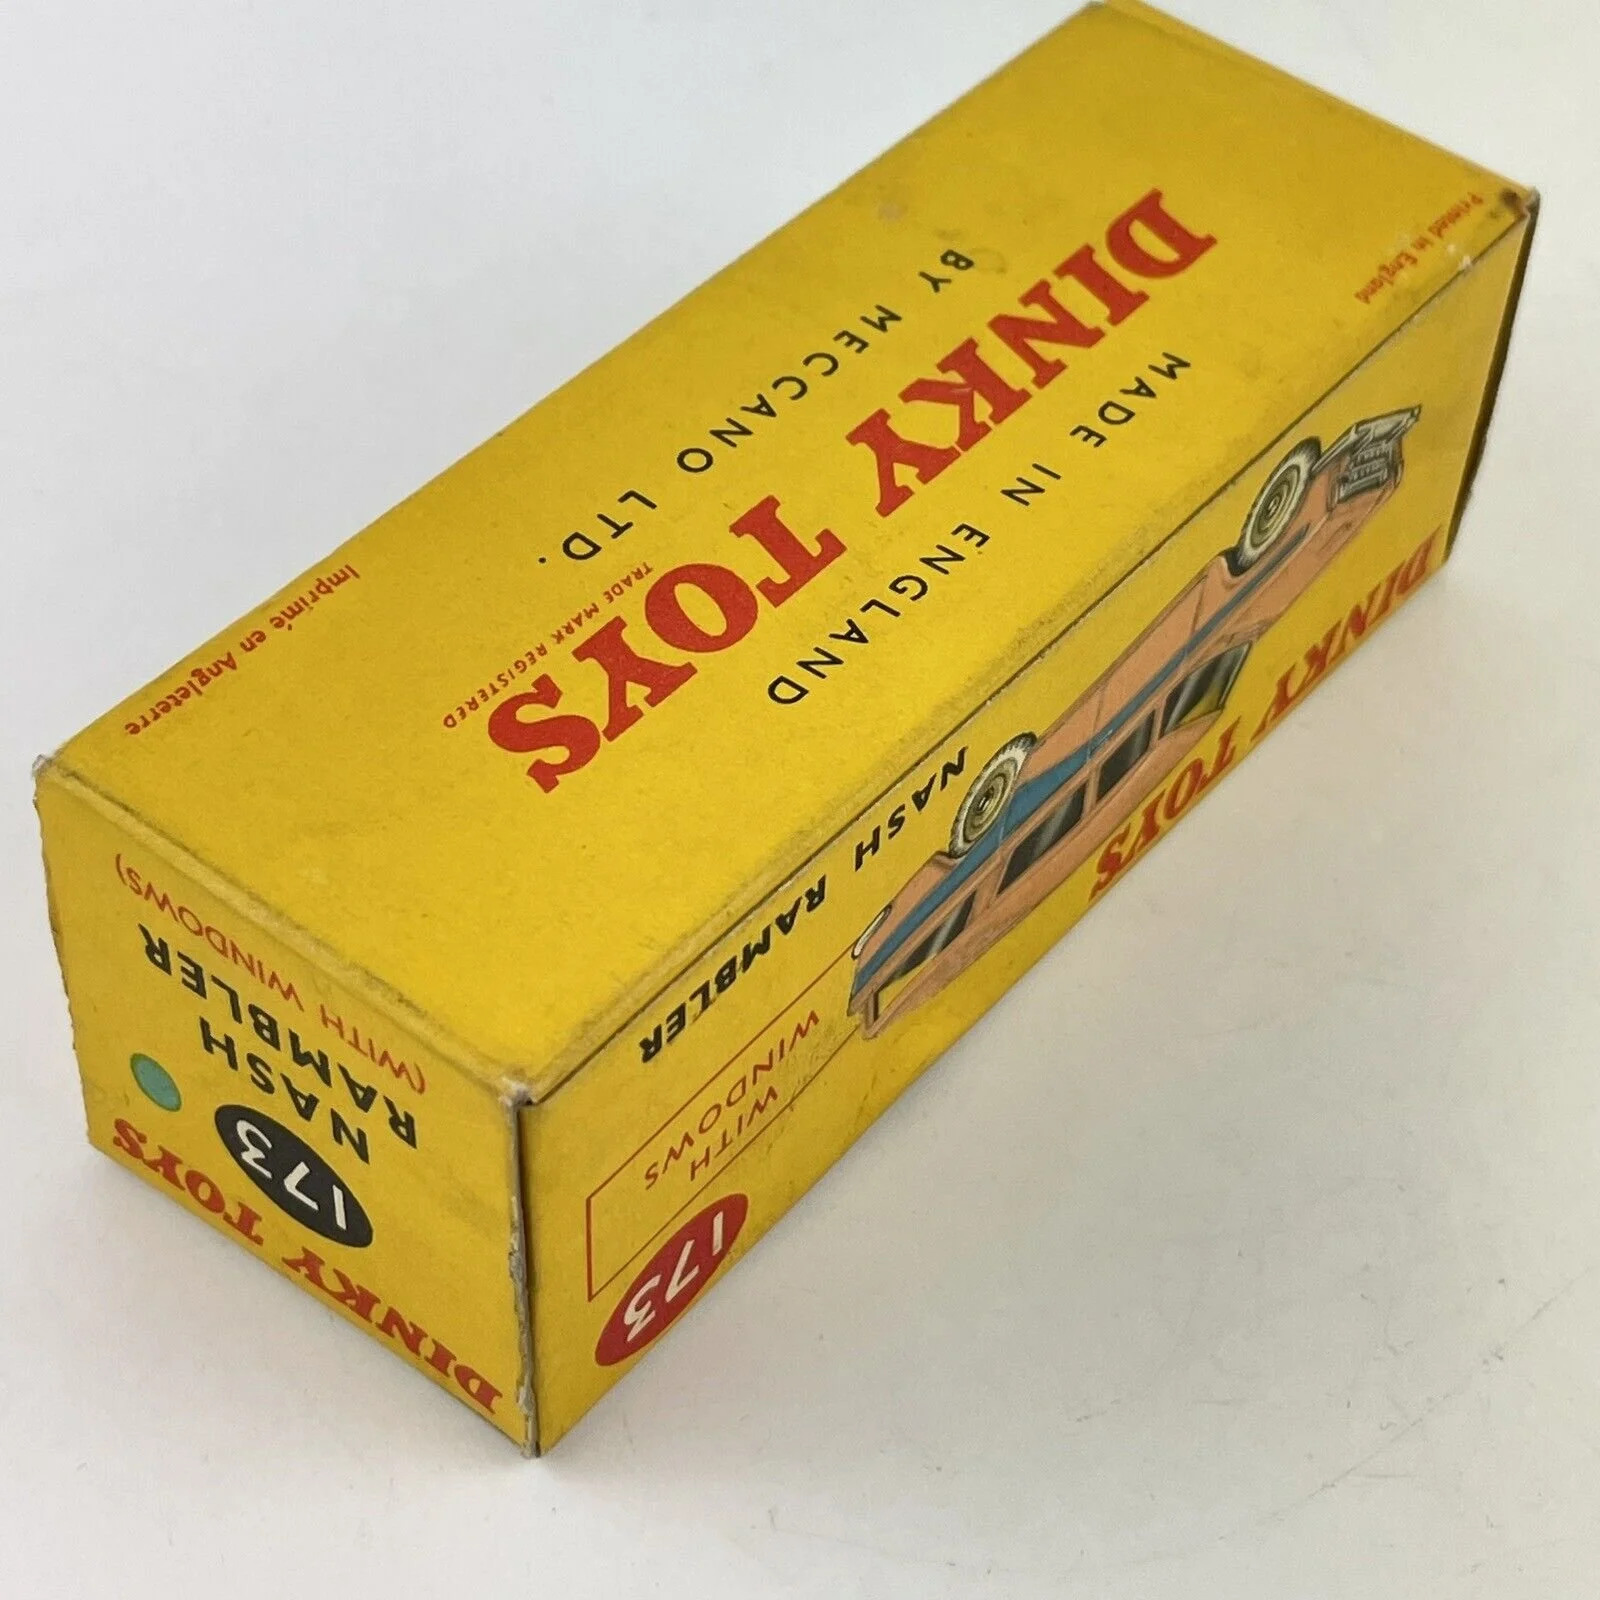 Printed in England
MADE IN ENGLAND
DINKY TOYS
TRADE MARK REGISTERED
BY MECCANO LTD.
Imprimé en Angleterre
DINKY TOYS
NASH RAMBLER
WITH
WINDOWS
173
DINKY TOYS
173
NASH
RAMBLER
(WITH WINDOWS)